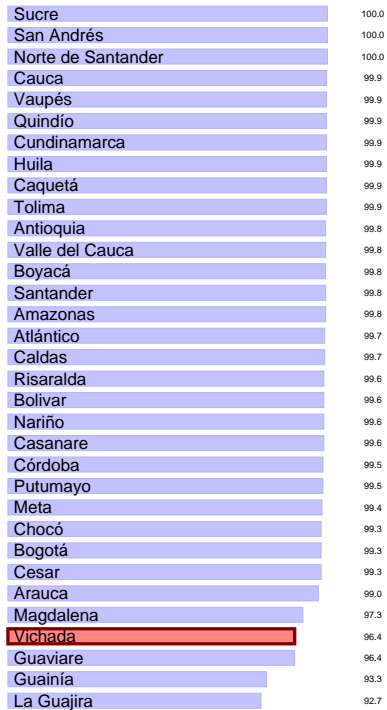 Sucre 100.0
San Andrés 100.0
Norte de Santander 100.0
Cauca 99.9
Vaupés 99.9
Quindío 99.9
Cundinamarca 99.9
Huila 99.9
Caquetá 99.9
Tolima 99.9
Antioquia 99.8
Valle del Cauca 99.8
Boyacá 99.8
Santander 99.8
Amazonas 99.8
Atlántico 99.7
Caldas 99.7
Risaralda 99.6
Bolivar 99.6
Nariño 99.6
Casanare 99.6
Córdoba 99.5
Putumayo 99.5
Meta 99.4
Chocó 99.3
Bogotá 99.3
Cesar 99.3
Arauca 99.0
Magdalena 97.3
Vichada 96.4
Guaviare 96.4
Guainía 93.3
La Guajira 92.7